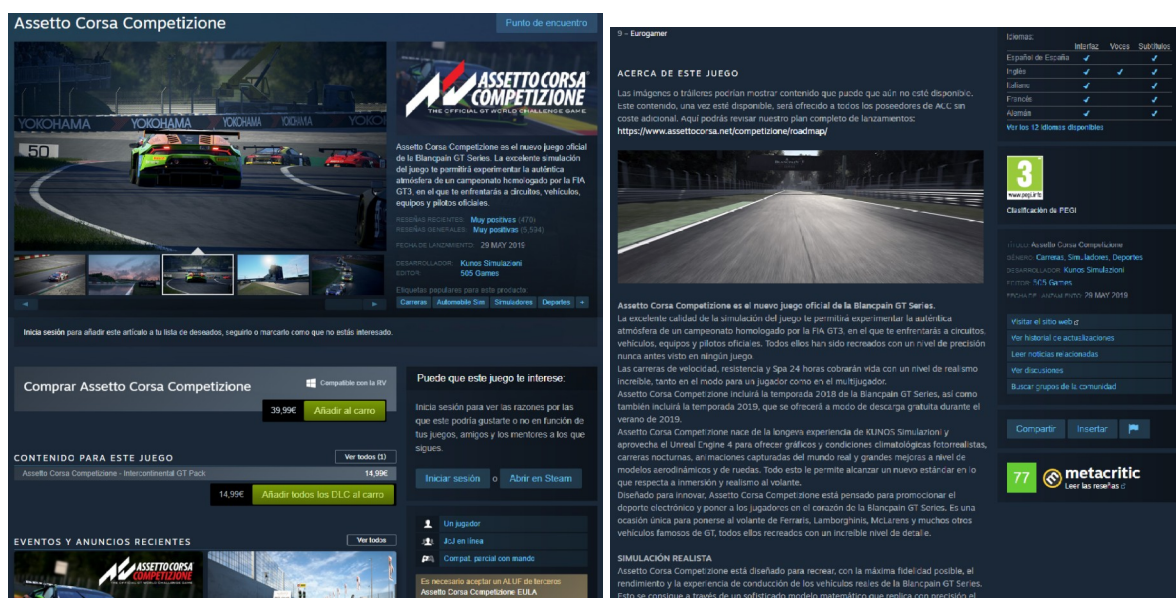 Assetto Corsa Competizione
Punto de encuentro
YOKOHAMA YOKOHAMA YOKOHAMA
50
ASSETTO CORSA
COMPETIZIONE
THE OFFICIAL GT WORLD CHALLENGE GAME
Assetto Corsa Competizione es el nuevo juego oficial
de la Blancpain GT Series. La excelente simulación
del juego te permitirá experimentar la auténtica
atmósfera de un campeonato homologado por la FIA
GT3, en el que te enfrentarás a circuitos, vehículos,
equipos y pilotos oficiales.
RESEÑAS RECIENTES: Muy positivas (470)
RESEÑAS GENERALES: Muy positivas (5,594)
FECHA DE LANZAMIENTO: 29 MAY 2019
DESARROLLADOR: Kunos Simulazioni
EDITOR: 505 Games
Etiquetas populares para este producto:
Carreras Automobile Sim Simuladores Deportes +
Inicia sesión para añadir este artículo a tu lista de deseados, seguirlo o marcarlo como que no estás interesado.
Comprar Assetto Corsa Competizione
Compatible con la RV
39,99€ Añadir al carro
CONTENIDO PARA ESTE JUEGO
Ver todos (1)
Assetto Corsa Competizione - Intercontinental GT Pack 14,99€
14,99€ Añadir todos los DLC al carro
EVENTOS Y ANUNCIOS RECIENTES
Ver todos
ASSETTO CORSA
COMPETIZIONE
Puede que este juego te interese:
Inicia sesión para ver las razones por las
que este podría gustarte o no en función de
tus juegos, amigos y los mentores a los que
sigues.
Iniciar sesión o Abrir en Steam
Un jugador
JcJ en línea
Compat. parcial con mando
Es necesario aceptar un ALUF de terceros
Assetto Corsa Competizione EULA
9 – Eurogamer
ACERCA DE ESTE JUEGO
Las imágenes o tráileres podrían mostrar contenido que puede que aún no esté disponible.
Este contenido, una vez esté disponible, será ofrecido a todos los poseedores de ACC sin
coste adicional. Aquí podrás revisar nuestro plan completo de lanzamientos:
https://www.assettocorsa.net/competizione/roadmap/
Assetto Corsa Competizione es el nuevo juego oficial de la Blancpain GT Series.
La excelente calidad de la simulación del juego te permitirá experimentar la auténtica
atmósfera de un campeonato homologado por la FIA GT3, en el que te enfrentarás a circuitos,
vehículos, equipos y pilotos oficiales. Todos ellos han sido recreados con un nivel de precisión
nunca antes visto en ningún juego.
Las carreras de velocidad, resistencia y Spa 24 horas cobrarán vida con un nivel de realismo
increíble, tanto en el modo para un jugador como en el multijugador.
Assetto Corsa Competizione incluirá la temporada 2018 de la Blancpain GT Series, así como
también incluirá la temporada 2019, que se ofrecerá a modo de descarga gratuita durante el
verano de 2019.
Assetto Corsa Competizione nace de la longeva experiencia de KUNOS Simulazioni y
aprovecha el Unreal Engine 4 para ofrecer gráficos y condiciones climatológicas fotorrealistas,
carreras nocturnas, animaciones capturadas del mundo real y grandes mejoras a nivel de
modelos aerodinámicos y de ruedas. Todo esto le permite alcanzar un nuevo estándar en lo
que respecta a inmersión y realismo al volante.
Diseñado para innovar, Assetto Corsa Competizione está pensado para promocionar el
deporte electrónico y poner a los jugadores en el corazón de la Blancpain GT Series. Es una
ocasión única para ponerse al volante de Ferraris, Lamborghinis, McLarens y muchos otros
vehículos famosos de GT, todos ellos recreados con un increíble nivel de detalle.
SIMULACIÓN REALISTA
Assetto Corsa Competizione está diseñado para recrear, con la máxima fidelidad posible, el
rendimiento y la experiencia de conducción de los vehículos reales de la Blancpain GT Series.
Esto se consigue a través de un sofisticado modelo matemático que replica con precisión el
Idiomas:
Interfaz Voces Subtítulos
Español de España
Inglés
Italiano
Francés
Alemán
Ver los 12 idiomas disponibles
3
www.pegi.info
Clasificación de PEGI
TÍTULO: Assetto Corsa Competizione
GÉNERO: Carreras, Simuladores, Deportes
DESARROLLADOR: Kunos Simulazioni
EDITOR: 505 Games
FECHA DE LANZAMIENTO: 29 MAY 2019
Visitar el sitio web
Ver historial de actualizaciones
Leer noticias relacionadas
Ver discusiones
Buscar grupos de la comunidad
Compartir Insertar
77 metacritic
Leer las reseñas